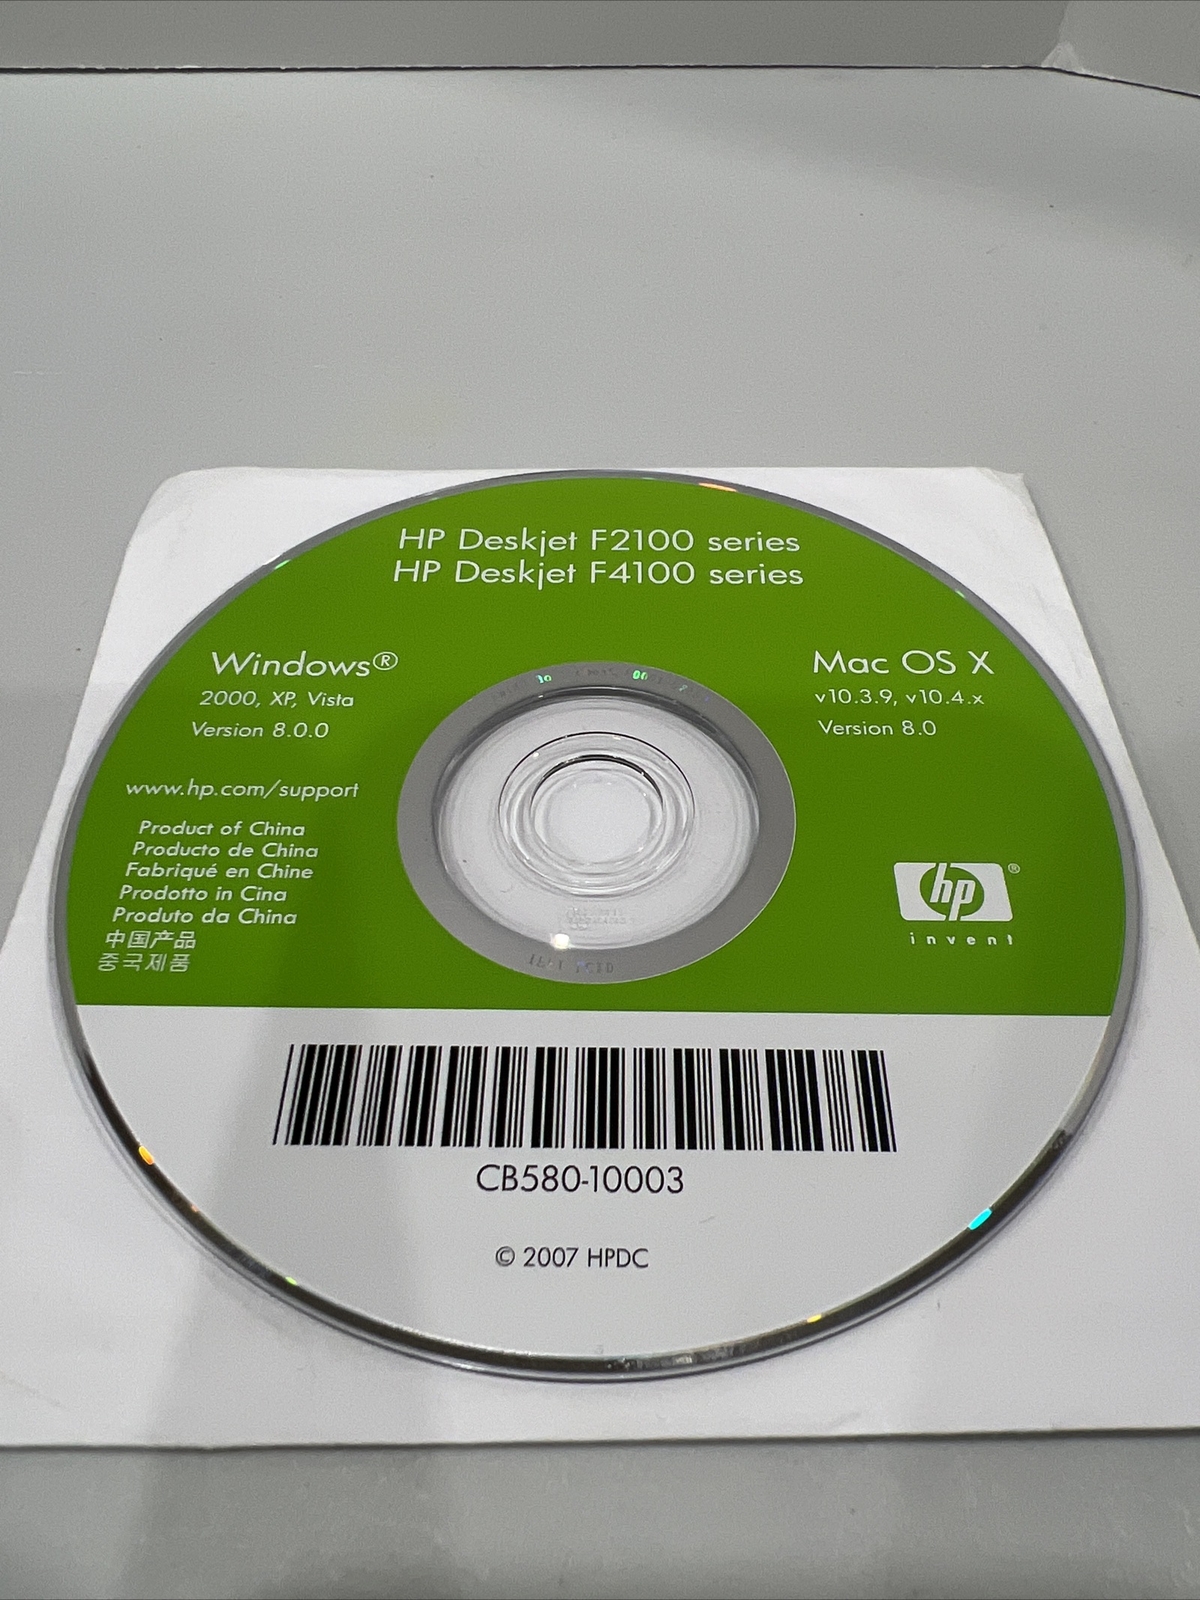 HP Deskjet F2100 series
HP Deskjet F4100 series
Windows®
2000, XP, Vista
Version 8.0.0
Mac OS X
v10.3.9, v10.4.x
Version 8.0
www.hp.com/support
Product of China
Producto de China
Fabriqué en Chine
Prodotto in Cina
Produto da China
中国产品
중국제품
hp®
invent
CB580-10003
© 2007 HPDC